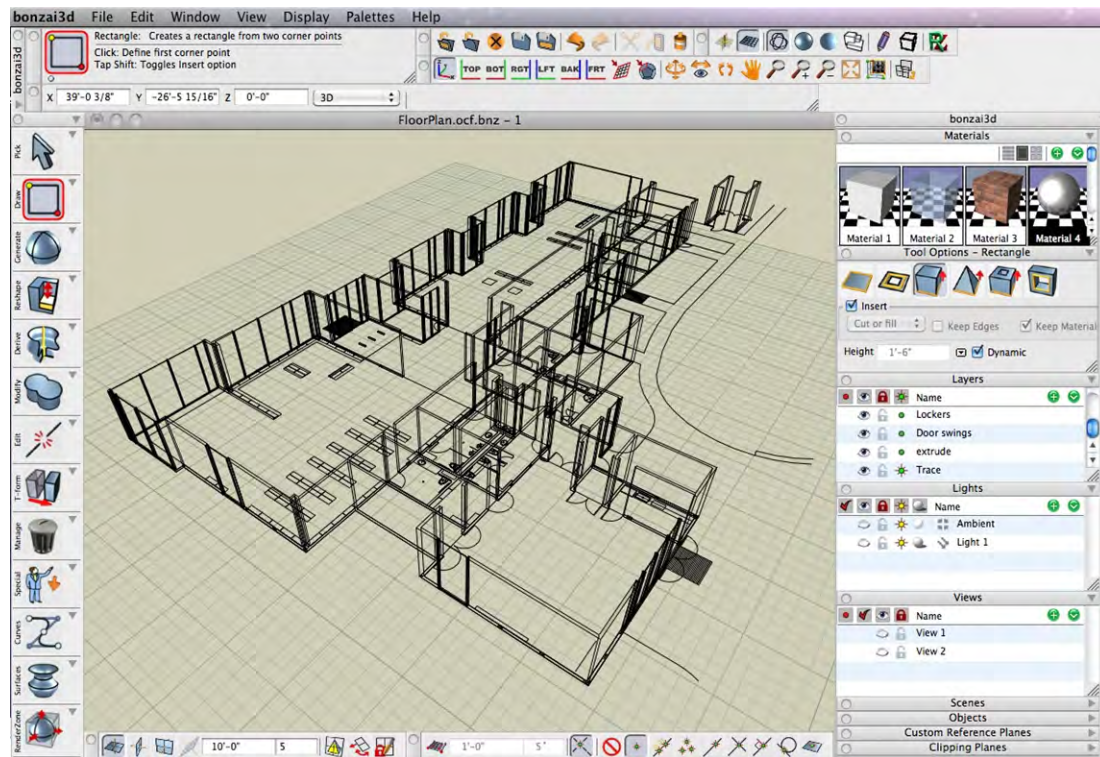 bonzai3d File Edit Window View Display Palettes Help
bonzai3d
Rectangle: Creates a rectangle from two corner points
Click: Define first corner point
Tap Shift: Toggles Insert option
TOP BOT RGT LFT BAK FRT
X 39'-0 3/8" Y -26'-5 15/16" Z 0'-0" 3D
FloorPlan.ocf.bnz - 1
Pick
Draw
Generate
Reshape
Derive
Modify
Edit
T-form
Manage
Special
Curves
Surfaces
RenderZone
bonzai3d
Materials
Material 1 Material 2 Material 3 Material 4
Tool Options - Rectangle
Insert
Cut or fill Keep Edges Keep Material
Height 1'-6" Dynamic
Layers
Name
Lockers
Door swings
extrude
Trace
Lights
Name
Ambient
Light 1
Views
Name
View 1
View 2
Scenes
Objects
Custom Reference Planes
Clipping Planes
10'-0" 5 1'-0" 5°